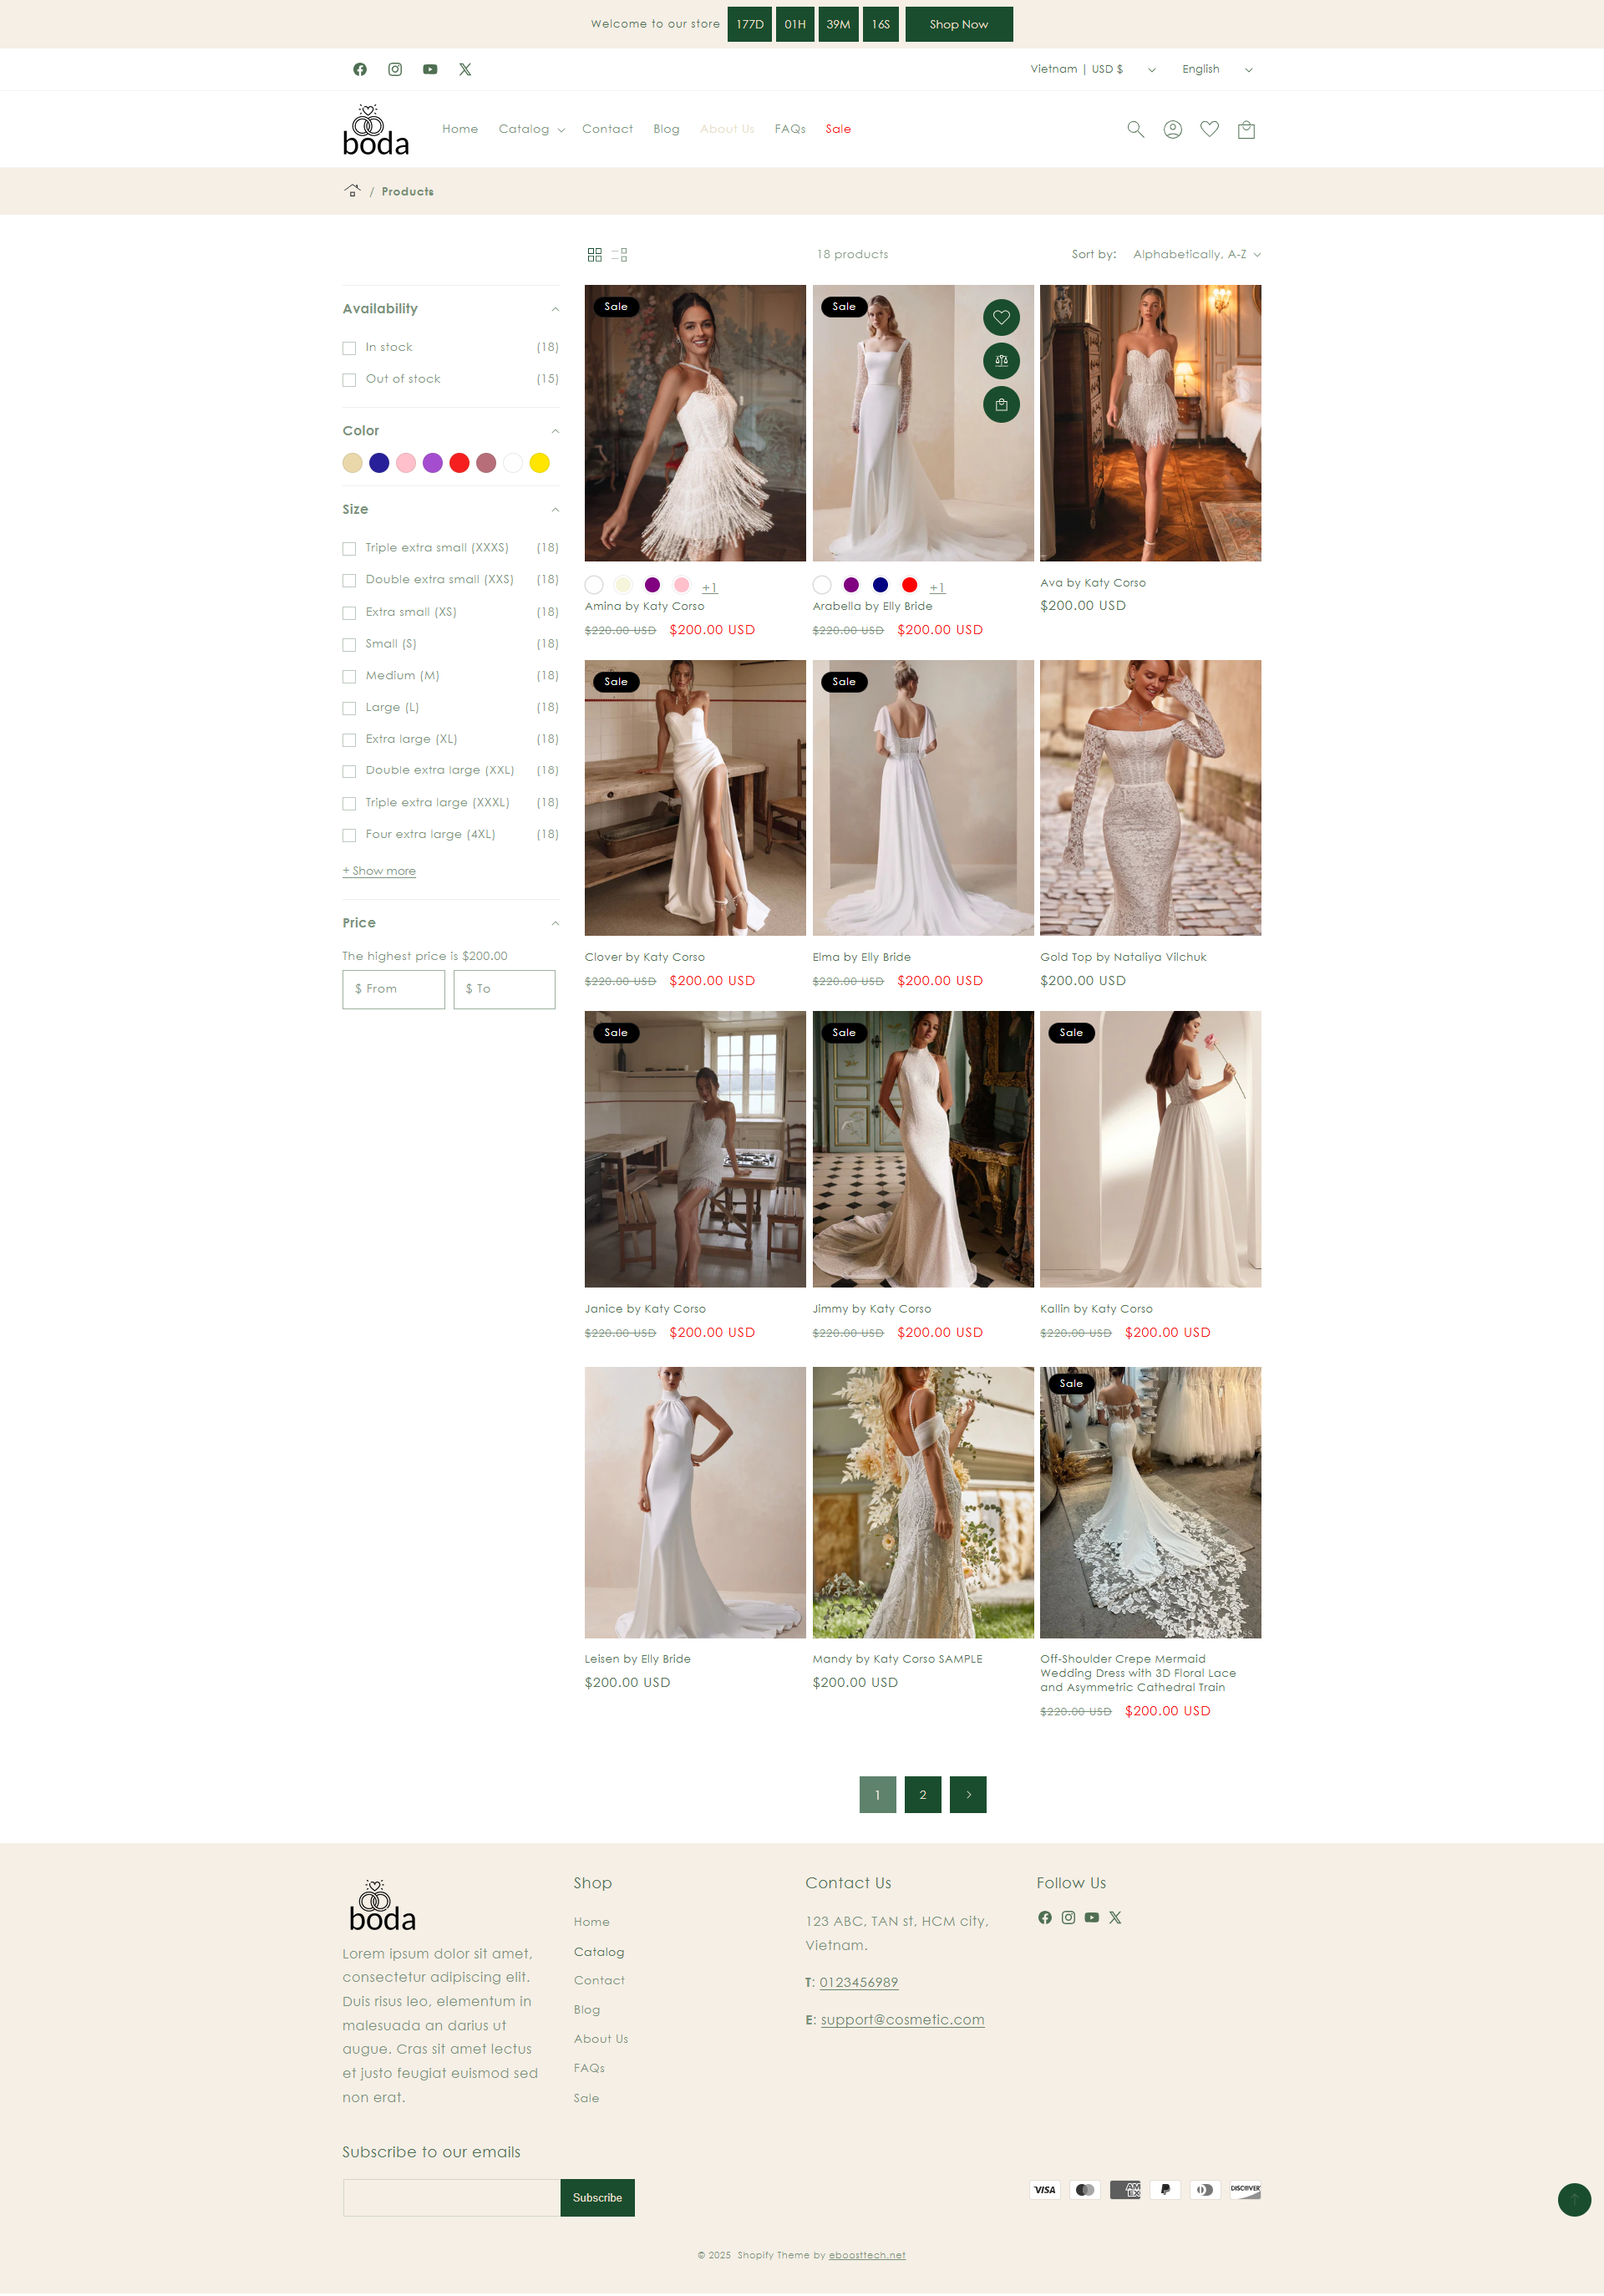 Welcome to our store 177D 01H 39M 16S Shop Now
Vietnam | USD $ English
boda
Home Catalog Contact Blog About Us FAQs Sale
/ Products
18 products Sort by: Alphabetically, A-Z
Availability
In stock (18)
Out of stock (15)
Color
Size
Triple extra small (XXXS) (18)
Double extra small (XXS) (18)
Extra small (XS) (18)
Small (S) (18)
Medium (M) (18)
Large (L) (18)
Extra large (XL) (18)
Double extra large (XXL) (18)
Triple extra large (XXXL) (18)
Four extra large (4XL) (18)
+ Show more
Price
The highest price is $200.00
$ From $ To
Sale
+1
Amina by Katy Corso
$220.00 USD $200.00 USD
Sale
+1
Arabella by Elly Bride
$220.00 USD $200.00 USD
Ava by Katy Corso
$200.00 USD
Sale
Clover by Katy Corso
$220.00 USD $200.00 USD
Sale
Elma by Elly Bride
$220.00 USD $200.00 USD
Gold Top by Nataliya Vilchuk
$200.00 USD
Sale
Janice by Katy Corso
$220.00 USD $200.00 USD
Sale
Jimmy by Katy Corso
$220.00 USD $200.00 USD
Sale
Kallin by Katy Corso
$220.00 USD $200.00 USD
Leisen by Elly Bride
$200.00 USD
Mandy by Katy Corso SAMPLE
$200.00 USD
Sale
Off-Shoulder Crepe Mermaid
Wedding Dress with 3D Floral Lace
and Asymmetric Cathedral Train
$220.00 USD $200.00 USD
1 2
boda
Lorem ipsum dolor sit amet,
consectetur adipiscing elit.
Duis risus leo, elementum in
malesuada an darius ut
augue. Cras sit amet lectus
et justo feugiat euismod sed
non erat.
Shop
Home
Catalog
Contact
Blog
About Us
FAQs
Sale
Contact Us
123 ABC, TAN st, HCM city,
Vietnam.
T: 0123456989
E: support@cosmetic.com
Follow Us
Subscribe to our emails
Subscribe
VISA AMEX DISCOVER
© 2025 Shopify Theme by eboosttech.net